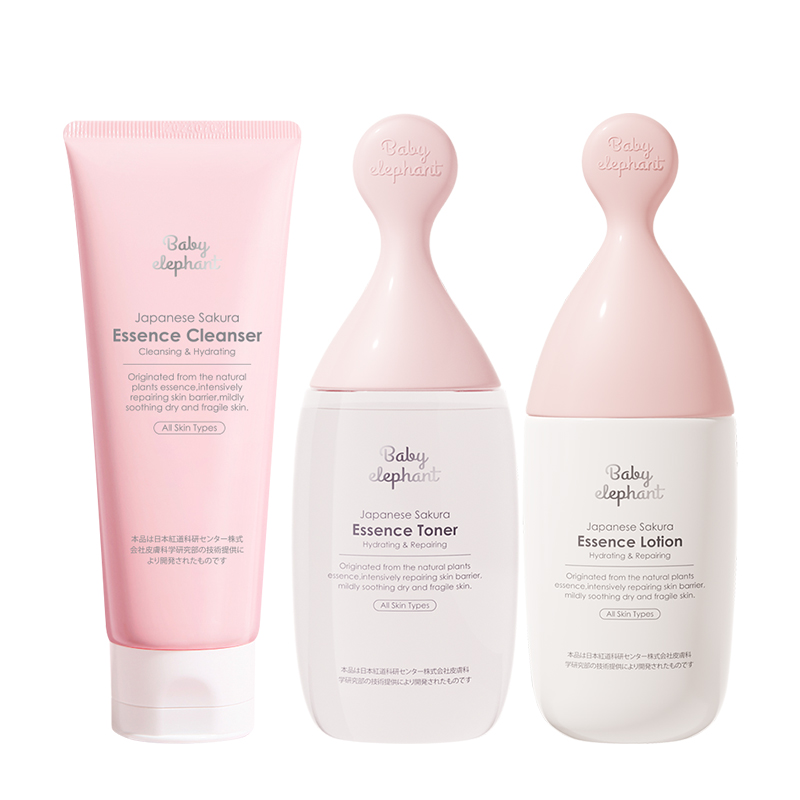 Baby
elephant
Japanese Sakura
Essence Cleanser
Cleansing & Hydrating
Originated from the natural
plants essence,intensively
repairing skin barrier,mildly
soothing dry and fragile skin.
All Skin Types
本品は日本紅道科研センター株式
会社皮膚科学研究部の技術提供に
より開発されたものです
Baby
elephant
Baby
elephant
Japanese Sakura
Essence Toner
Hydrating & Repairing
Originated from the natural plants
essence,intensively repairing skin barrier,
mildly soothing dry and fragile skin.
All Skin Types
本品は日本紅道科研センター株式会社皮膚科
学研究部の技術提供により開発されたものです
Baby
elephant
Baby
elephant
Japanese Sakura
Essence Lotion
Hydrating & Repairing
Originated from the natural plants
essence,intensively repairing skin barrier,
mildly soothing dry and fragile skin.
All Skin Types
本品は日本紅道科研センター株式会社皮膚科
学研究部の技術提供により開発されたものです